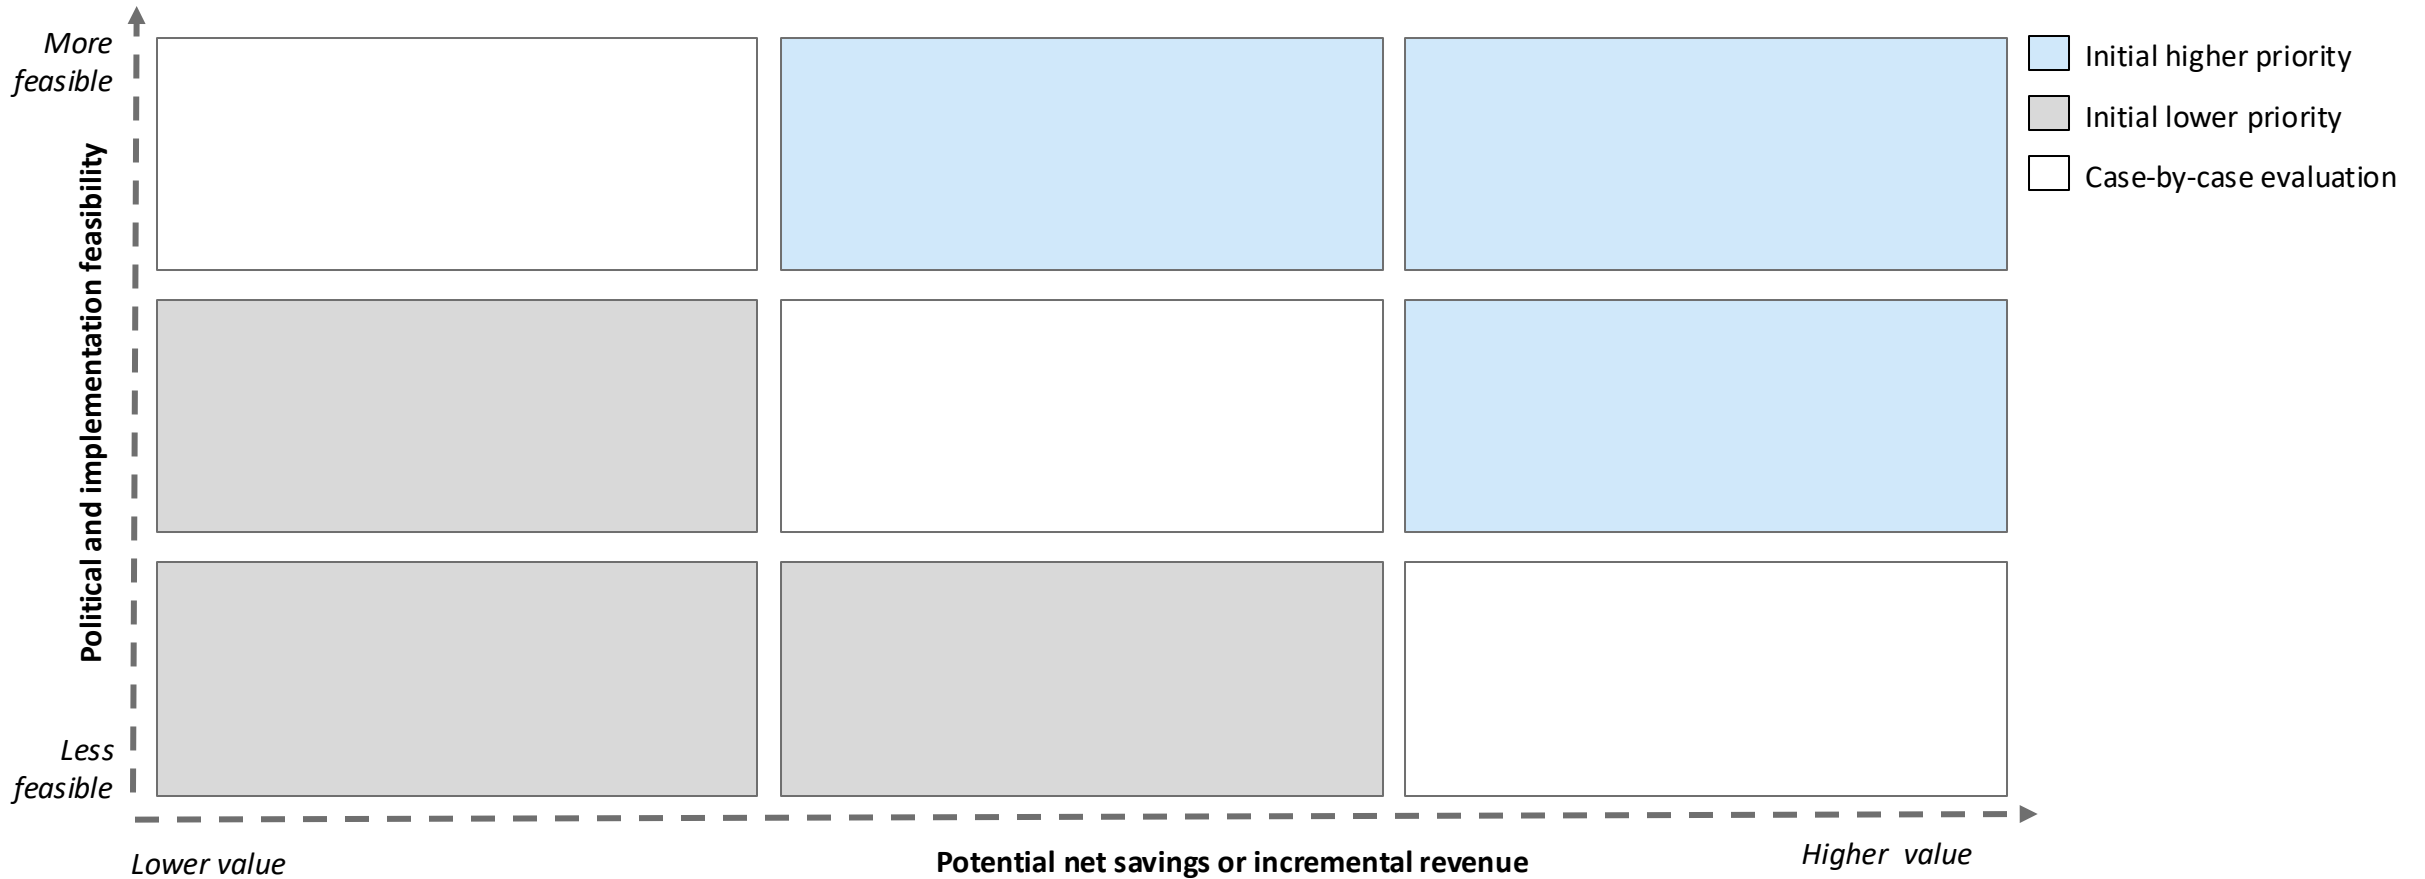 More
feasible
Political and implementation feasibility
Less
feasible
Lower value
Potential net savings or incremental revenue
Higher value
Initial higher priority
Initial lower priority
Case-by-case evaluation